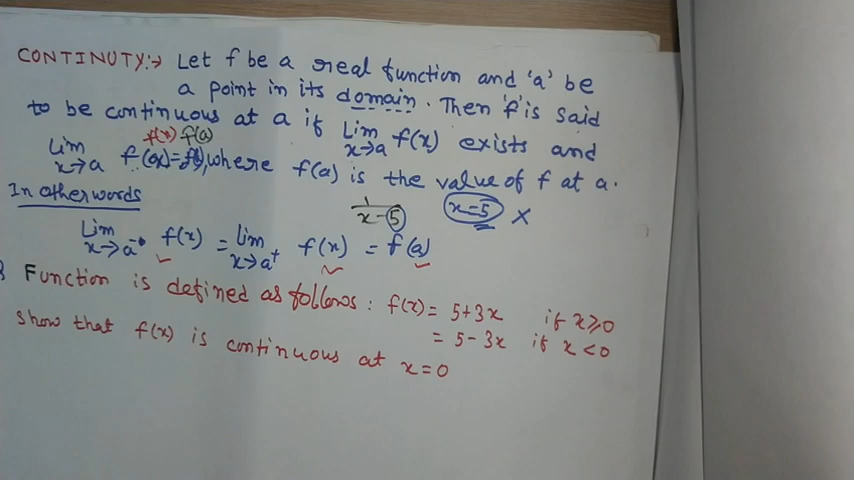 CONTINUTY:→ Let f be a real function and 'a' be
a point in its domain. Then 'f' is said
to be continuous at a if Lim x→a f(x) exists and
f(x) f(a)
Lim x→a f(x)= , where f(a) is the value of f at a.
In other words
1/x-5 x=5 ×
Lim x→a⁻ f(x) = Lim x→a⁺ f(x) = f(a)
Function is defined as follows: f(x) = 5+3x if x≥0
= 5-3x if x<0
Show that f(x) is continuous at x=0